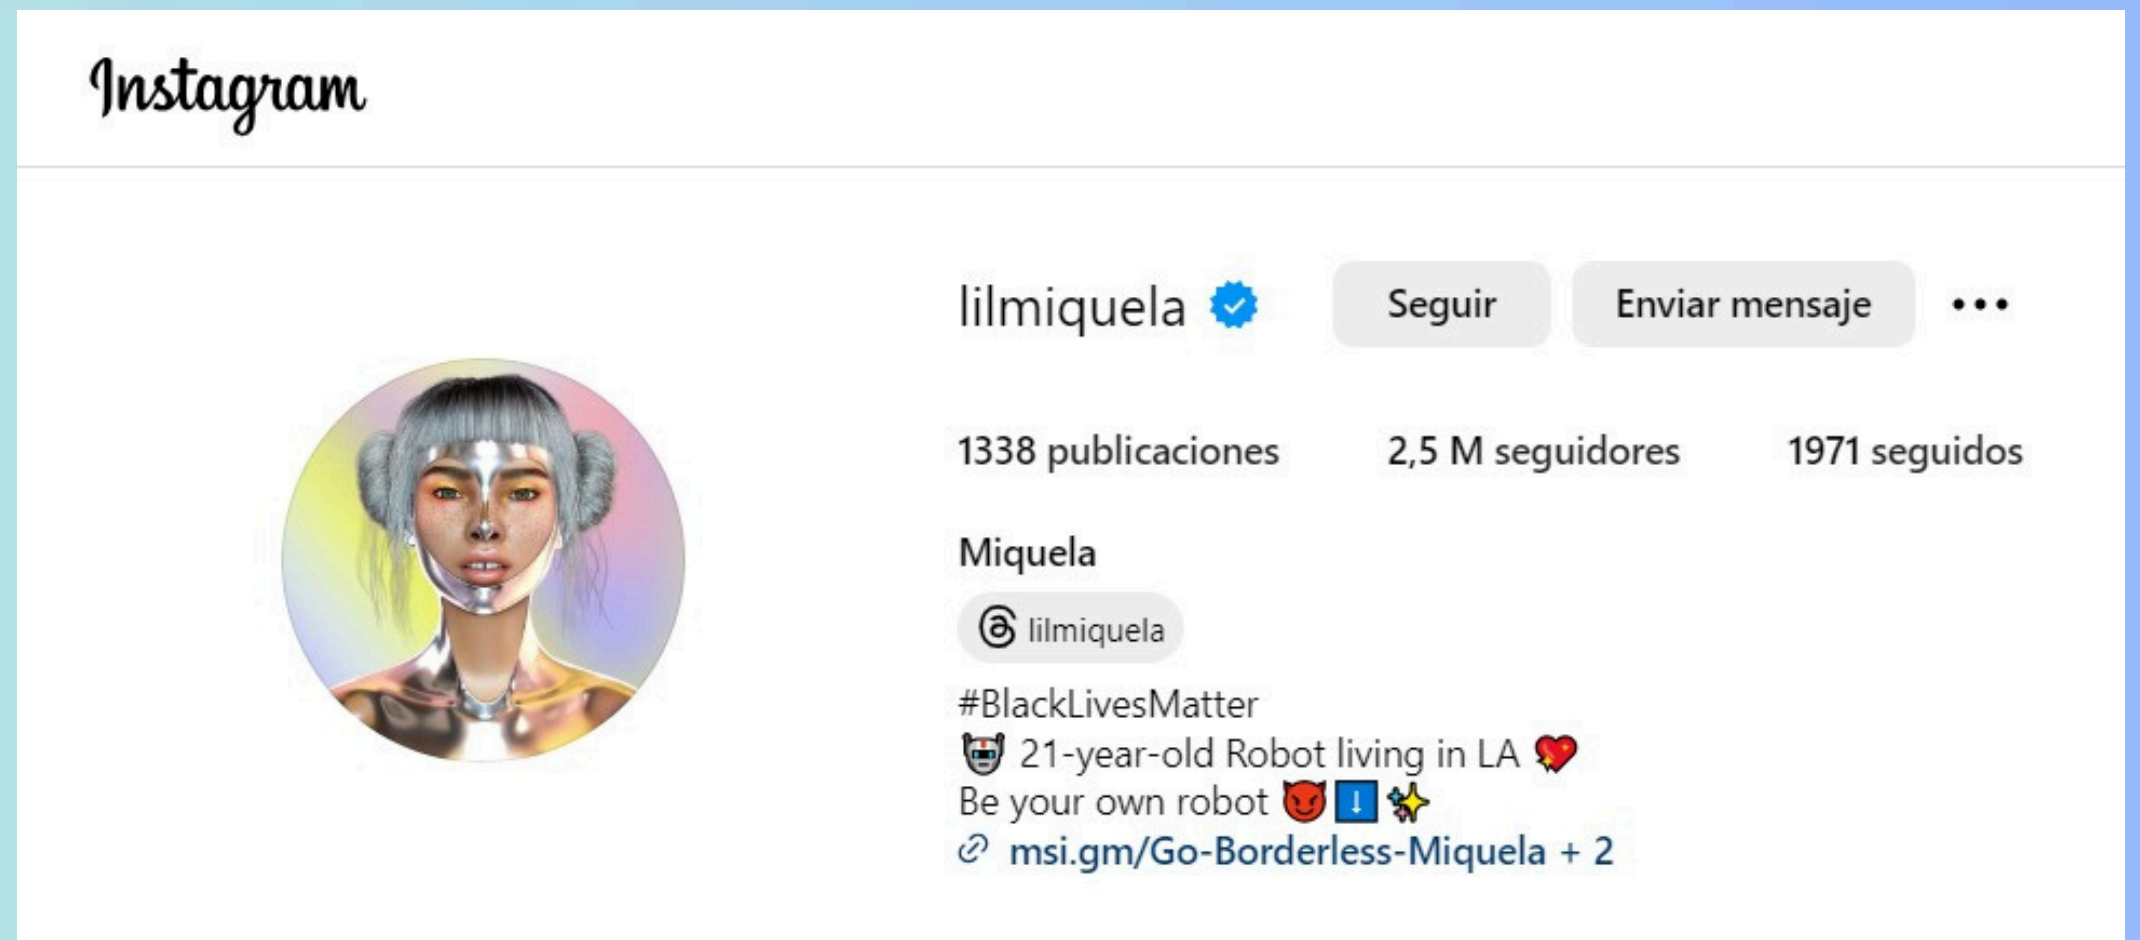 Instagram
lilmiquela
Seguir
Enviar mensaje
1338 publicaciones
2,5 M seguidores
1971 seguidos
Miquela
lilmiquela
#BlackLivesMatter
🤖 21-year-old Robot living in LA 💖
Be your own robot 😈⬇️✨
msi.gm/Go-Borderless-Miquela + 2